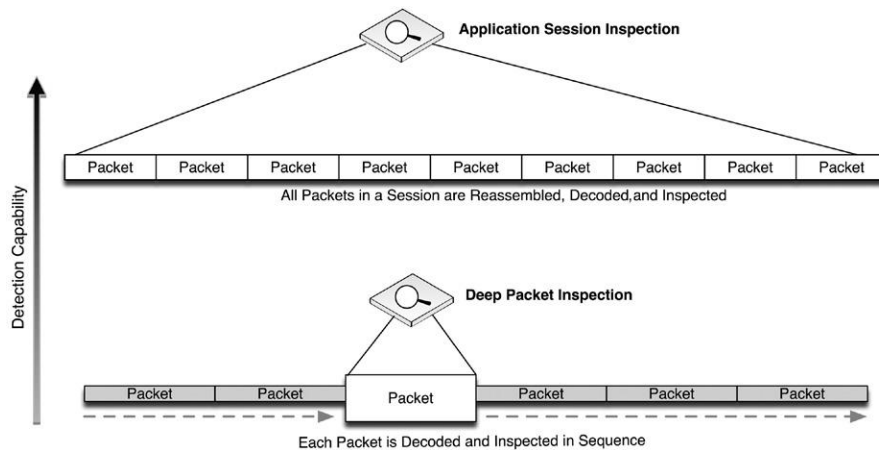 Application Session Inspection
Packet Packet Packet Packet Packet Packet Packet Packet Packet
All Packets in a Session are Reassembled, Decoded,and Inspected
Detection Capability
Deep Packet Inspection
Packet Packet Packet Packet Packet Packet
Each Packet is Decoded and Inspected in Sequence